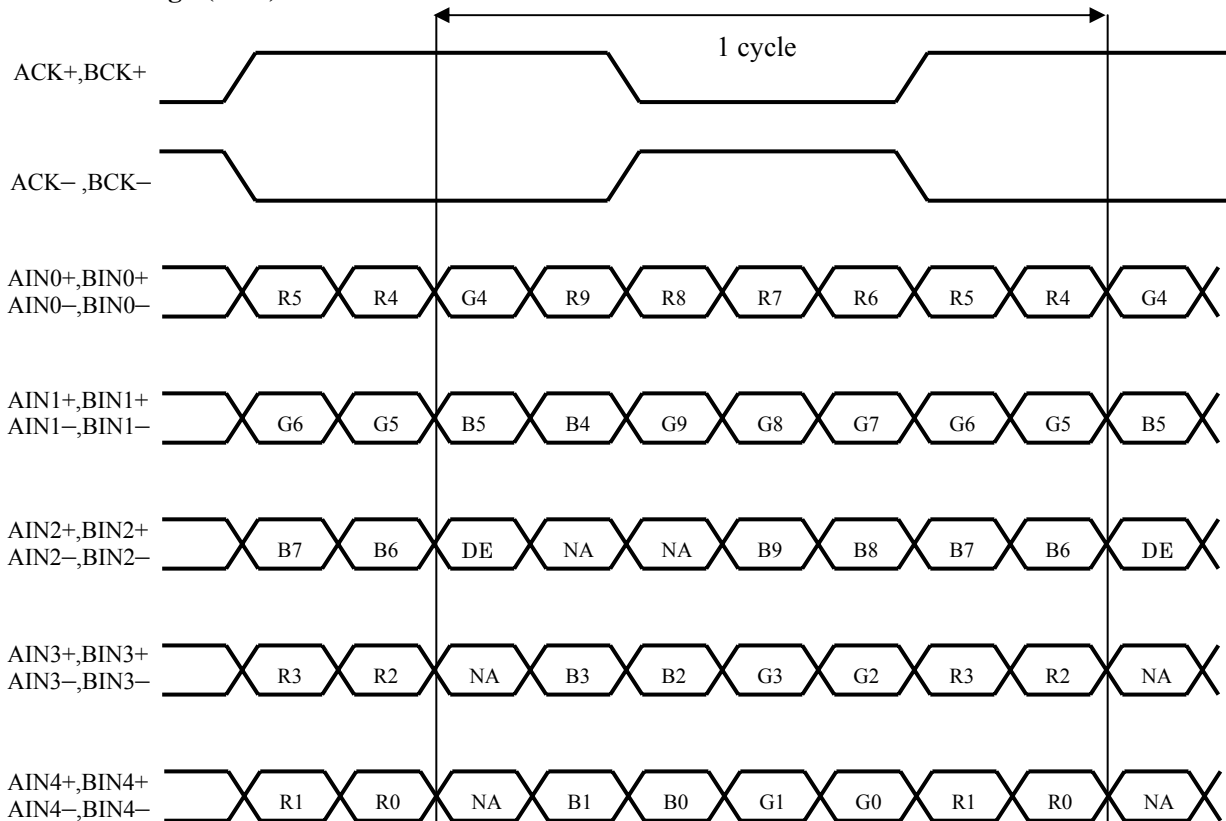 1 cycle
ACK+,BCK+
ACK− ,BCK−
AIN0+,BIN0+
AIN0−,BIN0−
R5 R4 G4 R9 R8 R7 R6 R5 R4 G4
AIN1+,BIN1+
AIN1−,BIN1−
G6 G5 B5 B4 G9 G8 G7 G6 G5 B5
AIN2+,BIN2+
AIN2−,BIN2−
B7 B6 DE NA NA B9 B8 B7 B6 DE
AIN3+,BIN3+
AIN3−,BIN3−
R3 R2 NA B3 B2 G3 G2 R3 R2 NA
AIN4+,BIN4+
AIN4−,BIN4−
R1 R0 NA B1 B0 G1 G0 R1 R0 NA